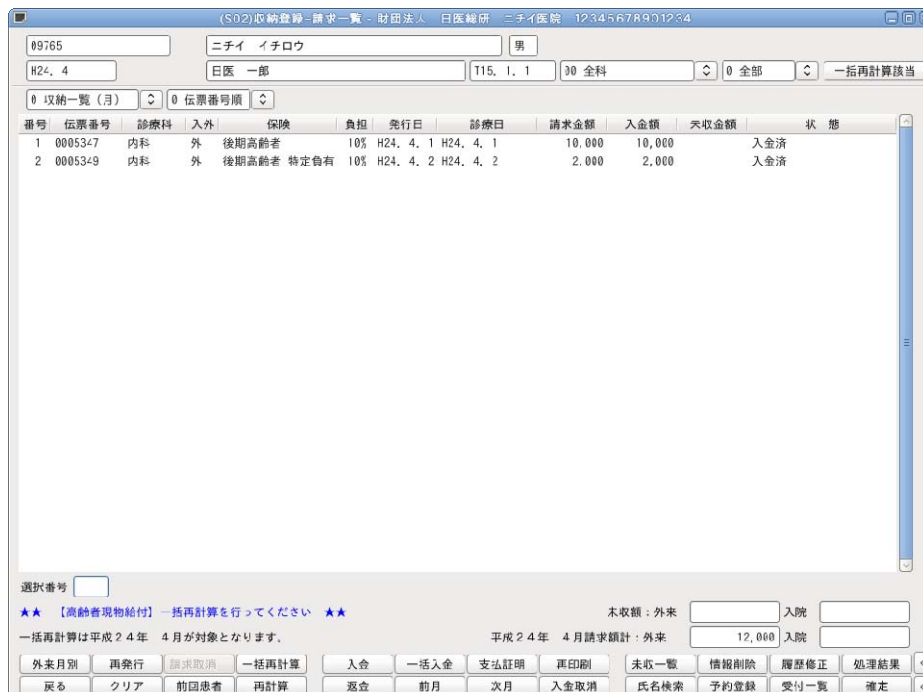 (S02)収納登録-請求一覧 - 財団法人 日医総研 ニチイ医院 12345678901234
09765 ニチイ イチロウ 男
H24. 4 日医 一郎 T15. 1. 1 00 全科 0 全部 一括再計算該当
0 収納一覧(月) 0 伝票番号順
番号 伝票番号 診療科 入外 保険 負担 発行日 診療日 請求金額 入金額 未収金額 状 態
1 0005347 内科 外 後期高齢者 10% H24. 4. 1 H24. 4. 1 10,000 10,000 入金済
2 0005349 内科 外 後期高齢者 特定負有 10% H24. 4. 2 H24. 4. 2 2,000 2,000 入金済
選択番号
★★ 【高齢者現物給付】一括再計算を行ってください ★★ 未収額:外来 入院
一括再計算は平成24年 4月が対象となります。 平成24年 4月請求額計:外来 12,000 入院
外来月別 再発行 請求取消 一括再計算 入金 一括入金 支払証明 再印刷 未収一覧 情報削除 履歴修正 処理結果
戻る クリア 前回患者 再計算 返金 前月 次月 入金取消 氏名検索 予約登録 受付一覧 確定